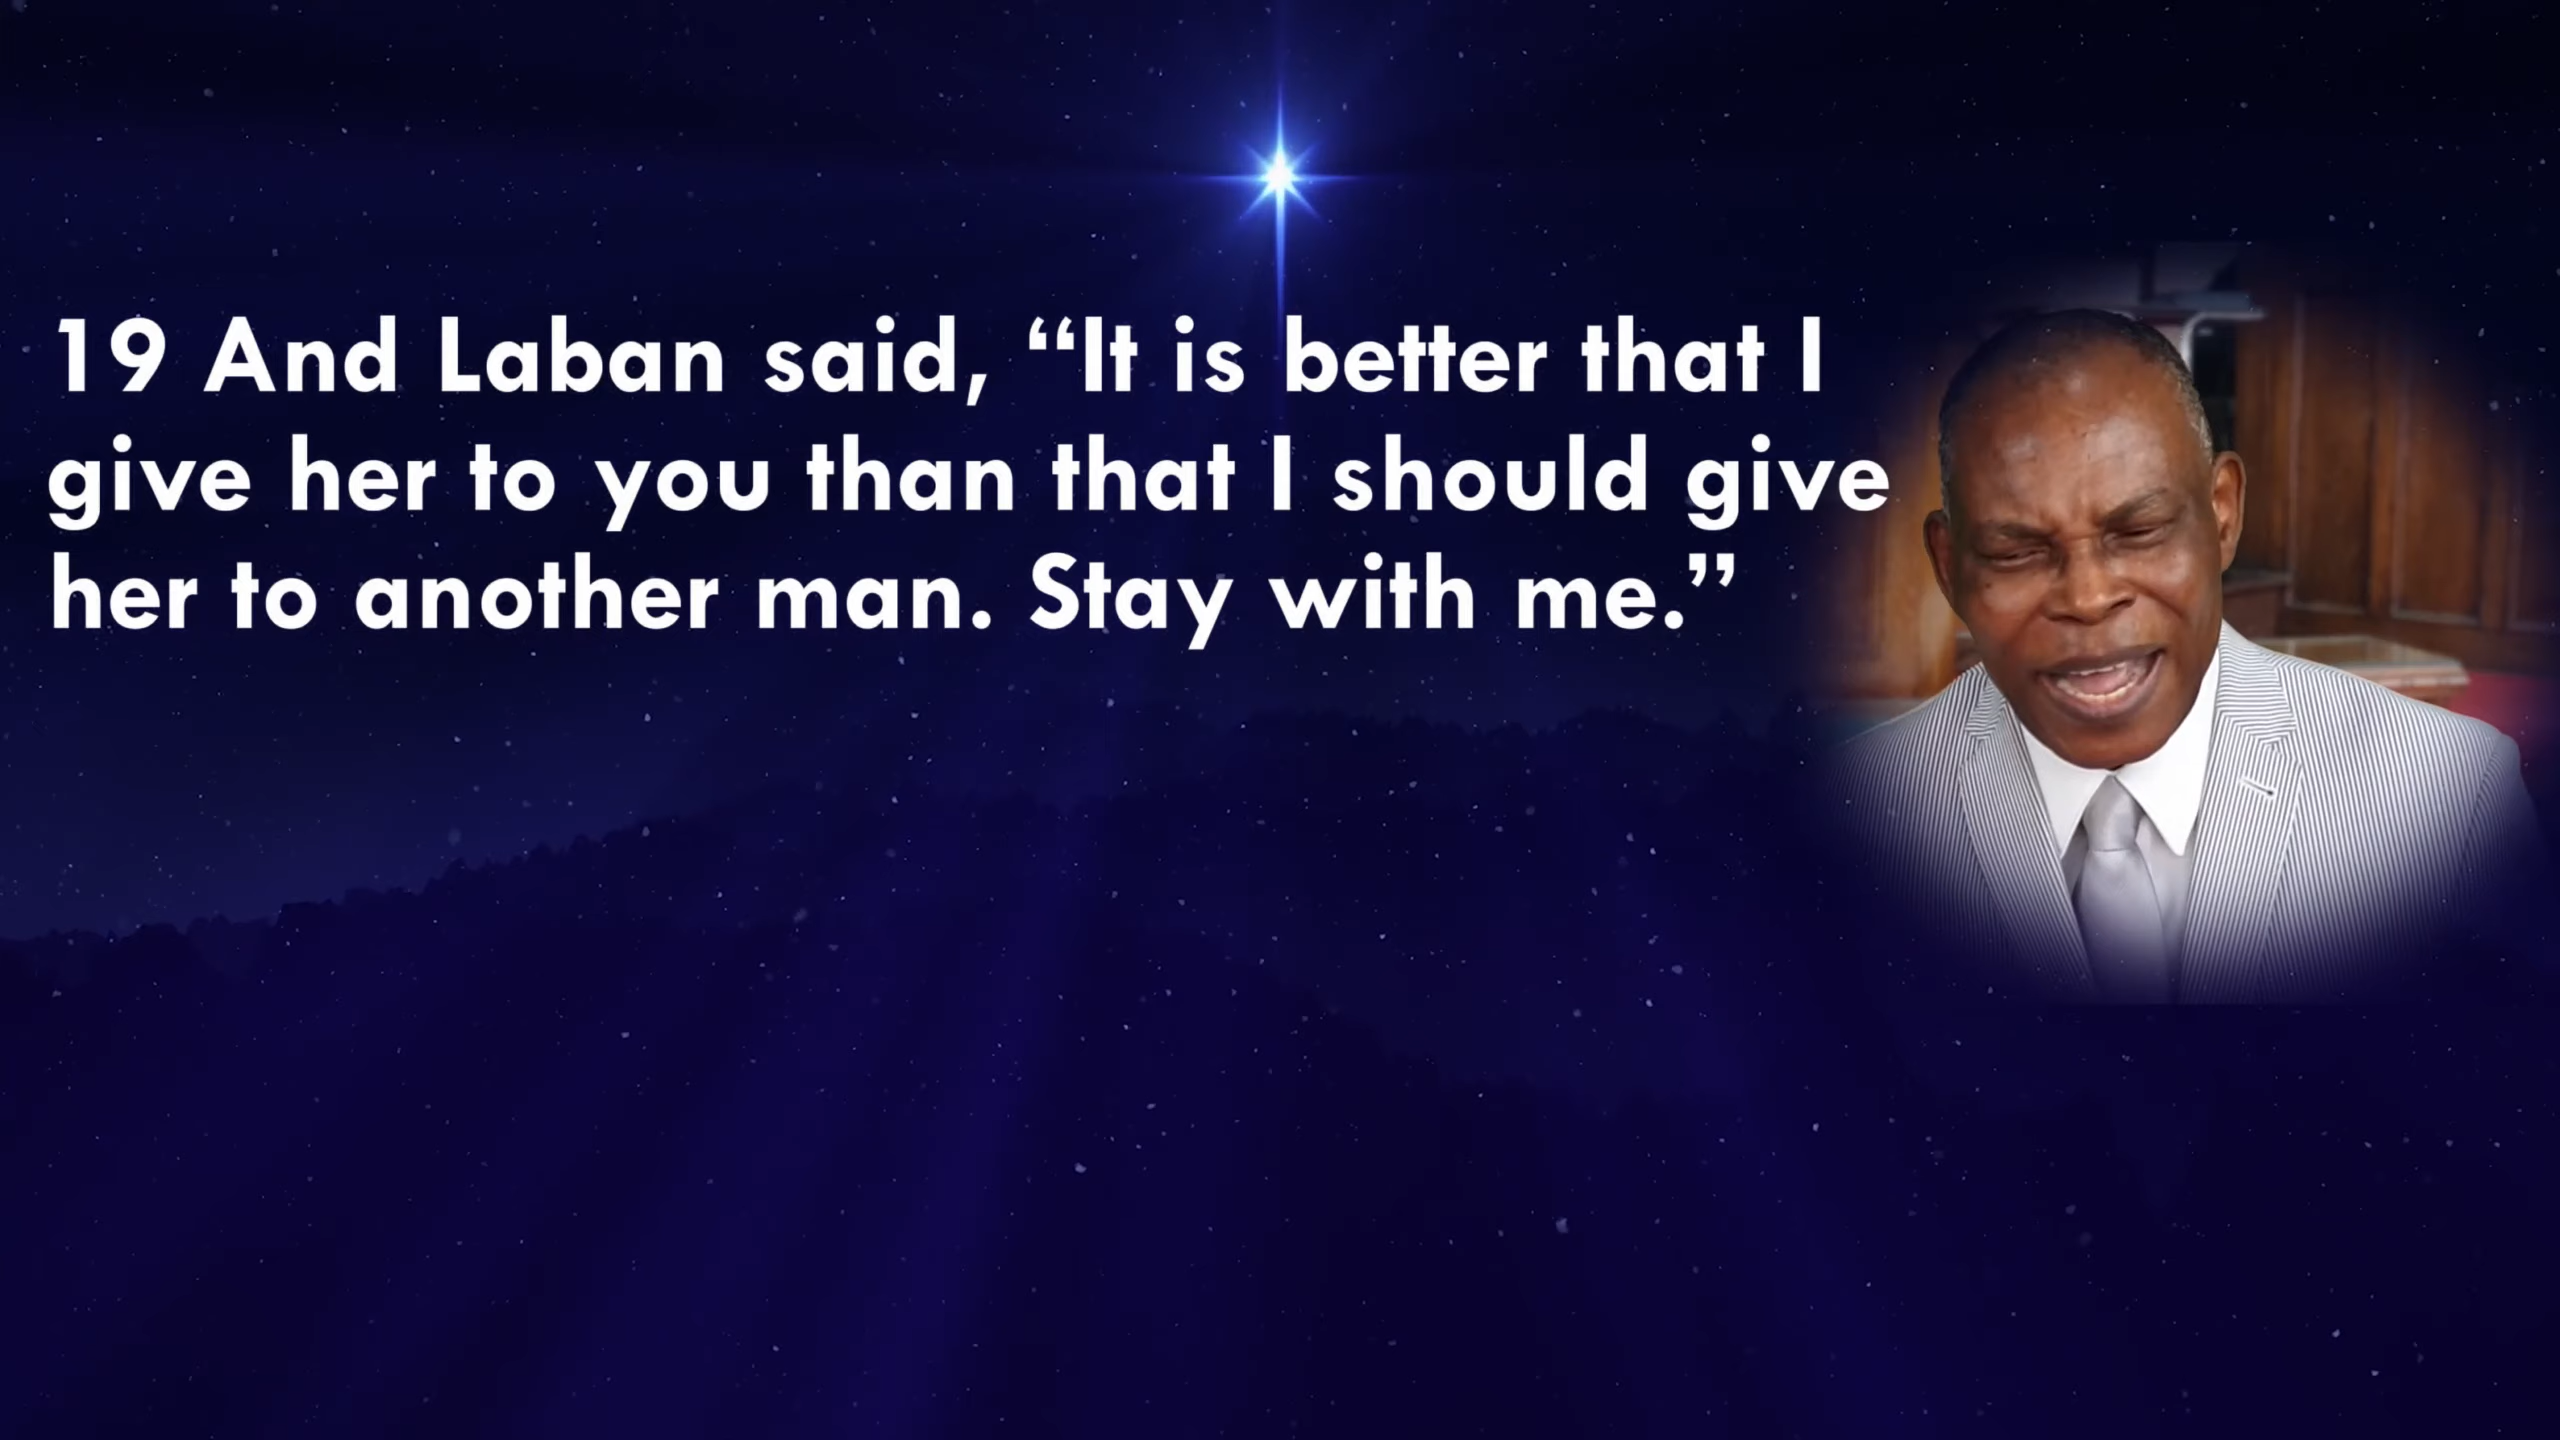 19 And Laban said, “It is better that I
give her to you than that I should give
her to another man. Stay with me.”